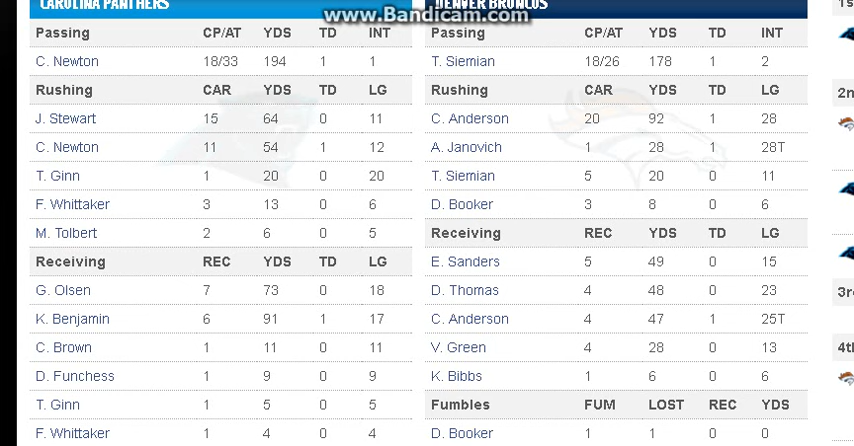 CAROLINA PANTHERS
Passing CP/AT YDS TD INT
C. Newton 18/33 194 1 1
Rushing CAR YDS TD LG
J. Stewart 15 64 0 11
C. Newton 11 54 1 12
T. Ginn 1 20 0 20
F. Whittaker 3 13 0 6
M. Tolbert 2 6 0 5
Receiving REC YDS TD LG
G. Olsen 7 73 0 18
K. Benjamin 6 91 1 17
C. Brown 1 11 0 11
D. Funchess 1 9 0 9
T. Ginn 1 5 0 5
F. Whittaker 1 4 0 4
www.Bandicam.com
DENVER BRONCOS
Passing CP/AT YDS TD INT
T. Siemian 18/26 178 1 2
Rushing CAR YDS TD LG
C. Anderson 20 92 1 28
A. Janovich 1 28 1 28T
T. Siemian 5 20 0 11
D. Booker 3 8 0 6
Receiving REC YDS TD LG
E. Sanders 5 49 0 15
D. Thomas 4 48 0 23
C. Anderson 4 47 1 25T
V. Green 4 28 0 13
K. Bibbs 1 6 0 6
Fumbles FUM LOST REC YDS
D. Booker 1 1 0 0
1s
2n
3r
4th